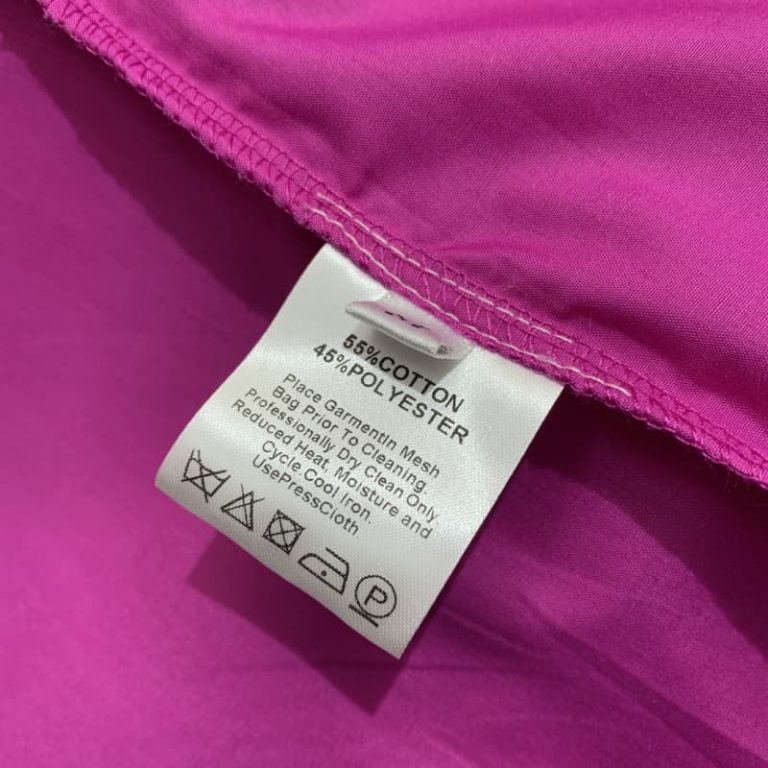 55%COTTON
45%POLYESTER
Place GarmentIn Mesh
Bag Prior To Cleaning.
Professionally Dry Clean Only.
Reduced Heat, Moisture and
Cycle.Cool Iron.
UsePressCloth.
P